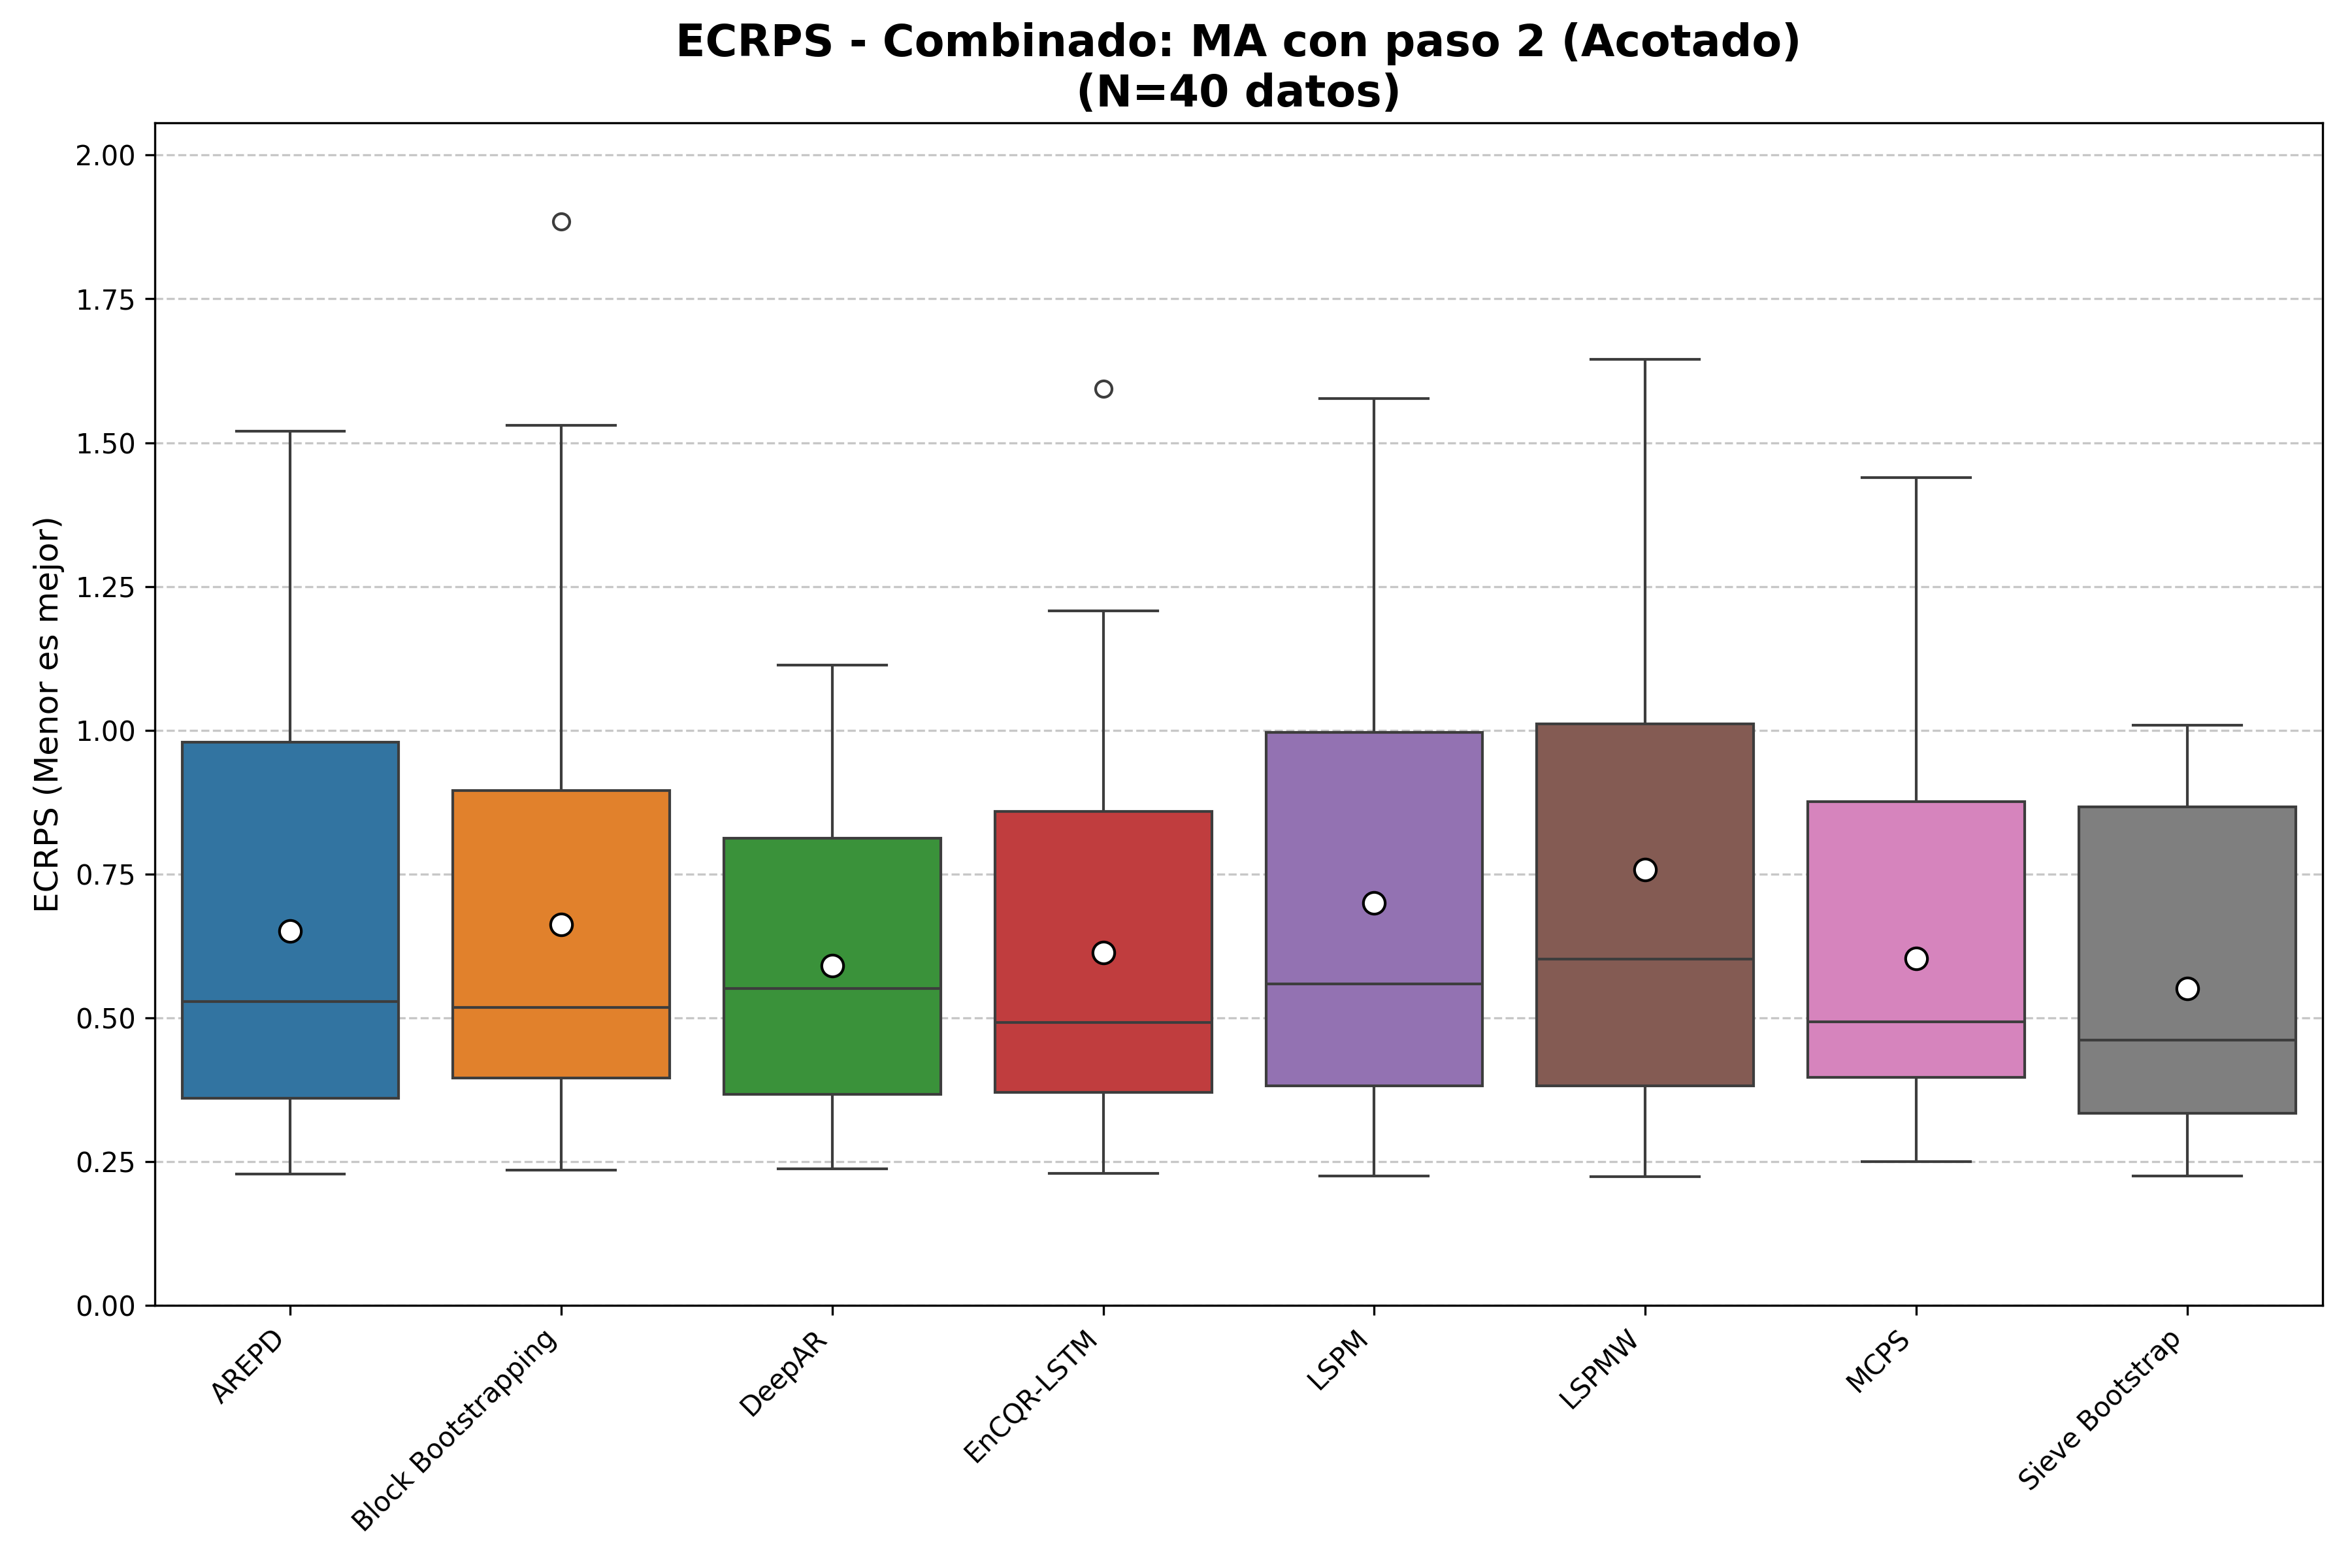 ECRPS - Combinado: MA con paso 2 (Acotado)
(N=40 datos)
ECRPS (Menor es mejor)
2.00
1.75
1.50
1.25
1.00
0.75
0.50
0.25
0.00
AREPD
Block Bootstrapping
DeepAR
EnCQR-LSTM
LSPM
LSPMW
MCPS
Sieve Bootstrap